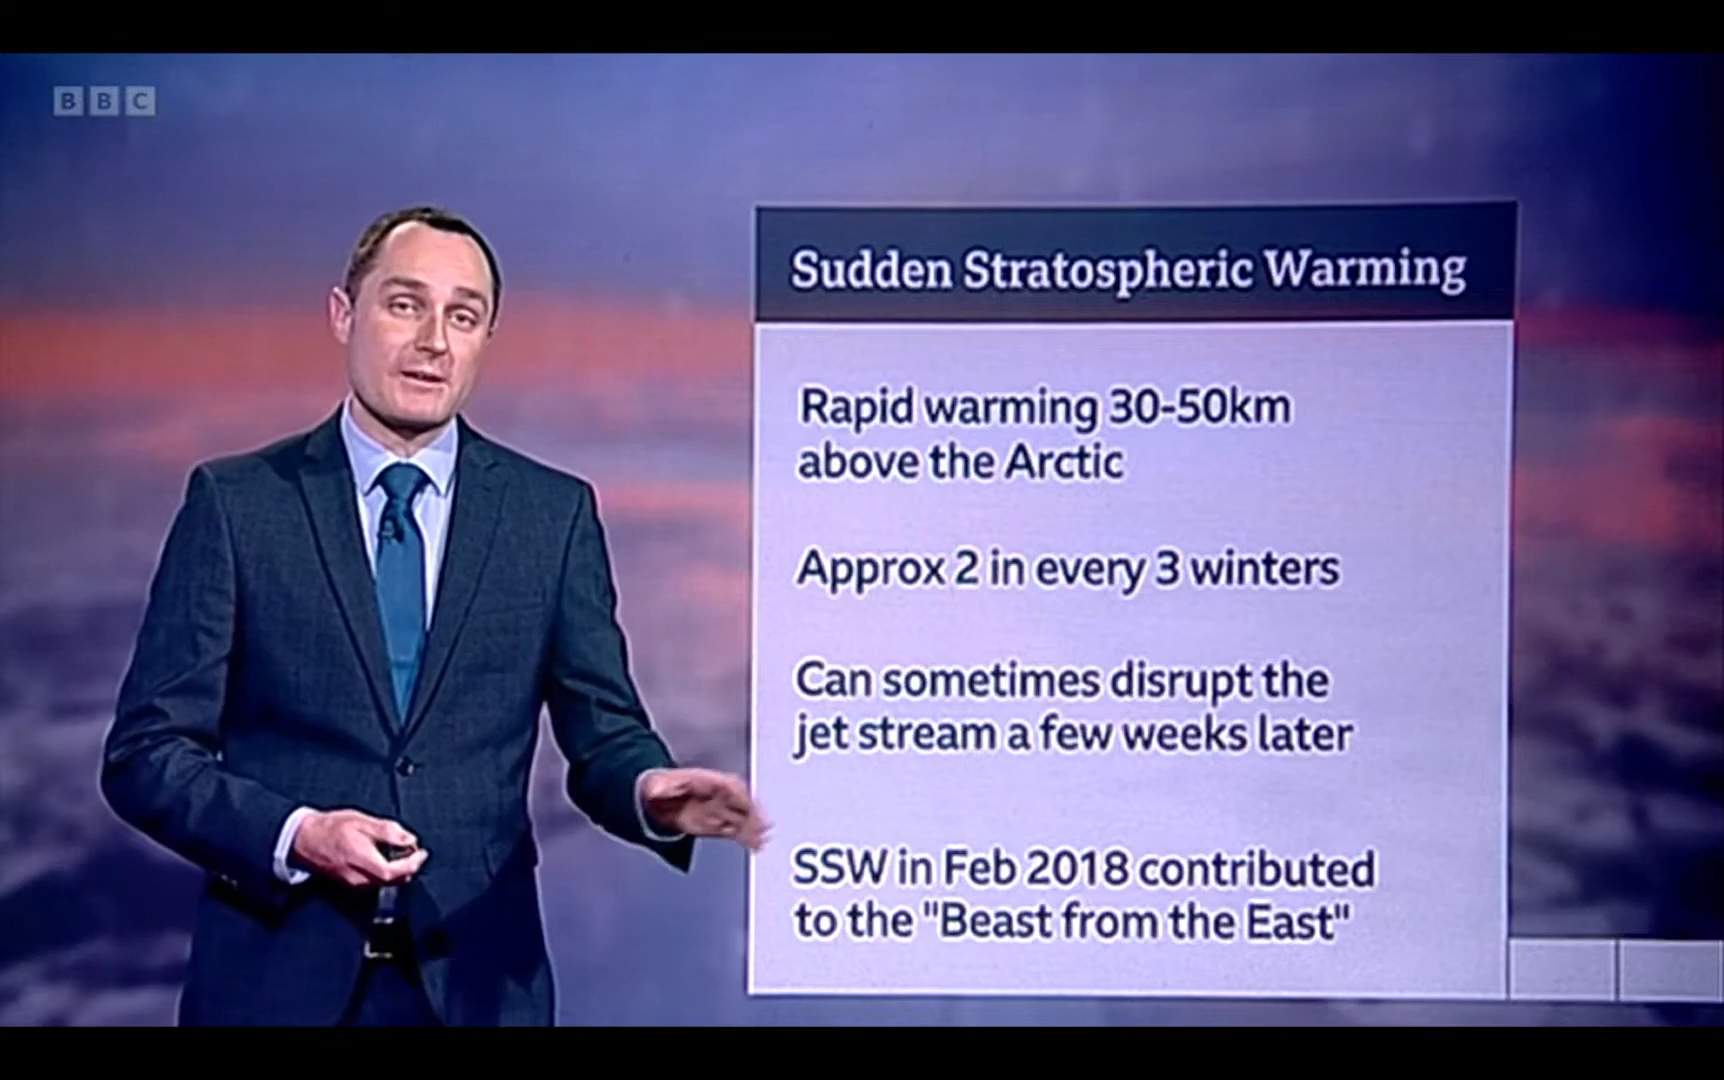 BBC
Sudden Stratospheric Warming
Rapid warming 30-50km
above the Arctic
Approx 2 in every 3 winters
Can sometimes disrupt the
jet stream a few weeks later
SSW in Feb 2018 contributed
to the "Beast from the East"